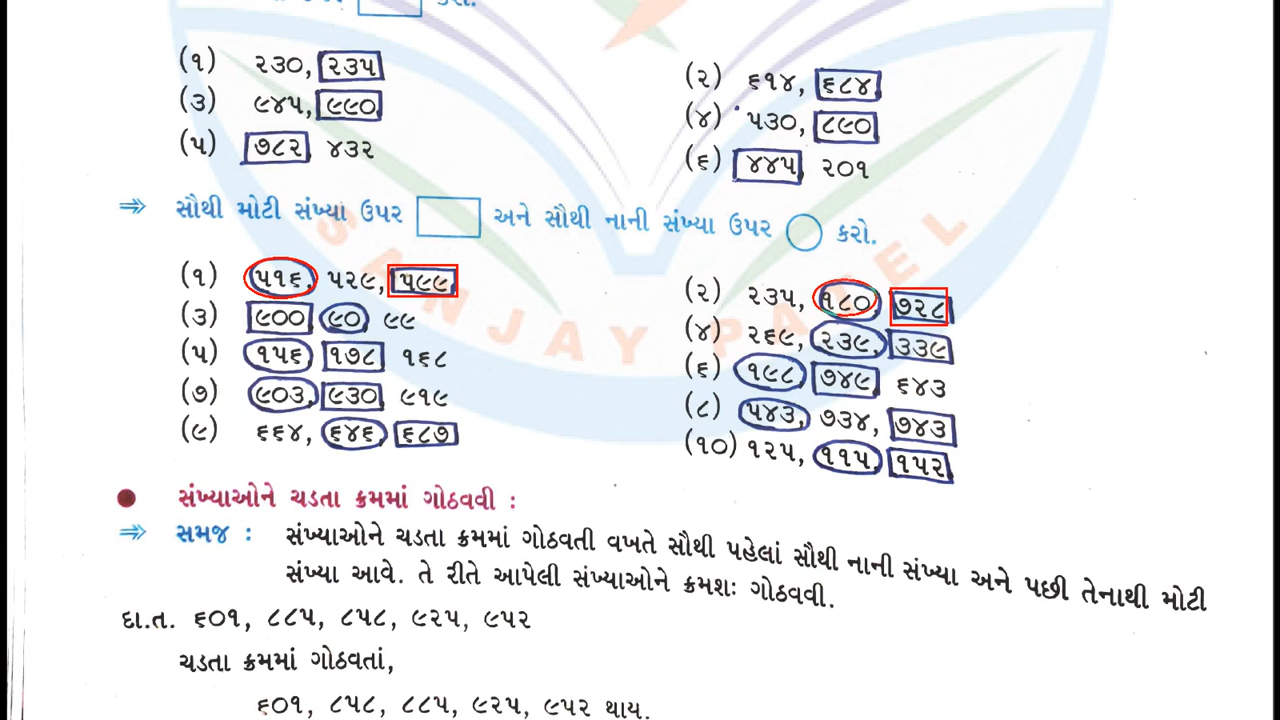 કરો.
(૧) ૨૩૦, ૨૩૫
(૨) ૬૧૪, ૬૮૪
(૩) ૯૪૫, ૯૯૦
(૪) ૫૩૦, ૮૯૦
(૫) ૭૮૨ ૪૩૨
(૬) ૪૪૫ ૨૦૧
⇒ સૌથી મોટી સંખ્યા ઉપર અને સૌથી નાની સંખ્યા ઉપર કરો.
(૧) ૫૧૬, ૫૨૯, ૫૯૯
(૨) ૨૩૫, ૧૮૦ ૭૨૮
(૩) ૯૦૦ ૯૦ ૯૯
(૪) ૨૬૯, ૨૩૯, ૩૩૯
(૫) ૧૫૬ ૧૭૮ ૧૬૮
(૬) ૧૯૮ ૭૪૯ ૬૪૩
(૭) ૯૦૩, ૯૩૦ ૯૧૯
(૮) ૫૪૩, ૭૩૪, ૭૪૩
(૯) ૬૬૪, ૬૪૬ ૬૮૭
(૧૦) ૧૨૫, ૧૧૫, ૧૫૨
SANJAY PATEL
● સંખ્યાઓને ચડતા ક્રમમાં ગોઠવવી :
⇒ સમજ : સંખ્યાઓને ચડતા ક્રમમાં ગોઠવતી વખતે સૌથી પહેલાં સૌથી નાની સંખ્યા અને પછી તેનાથી મોટી
સંખ્યા આવે. તે રીતે આપેલી સંખ્યાઓને ક્રમશઃ ગોઠવવી.
દા.ત. ૬૦૧, ૮૮૫, ૮૫૮, ૯૨૫, ૯૫૨
ચડતા ક્રમમાં ગોઠવતાં,
૬૦૧, ૮૫૮, ૮૮૫, ૯૨૫, ૯૫૨ થાય.